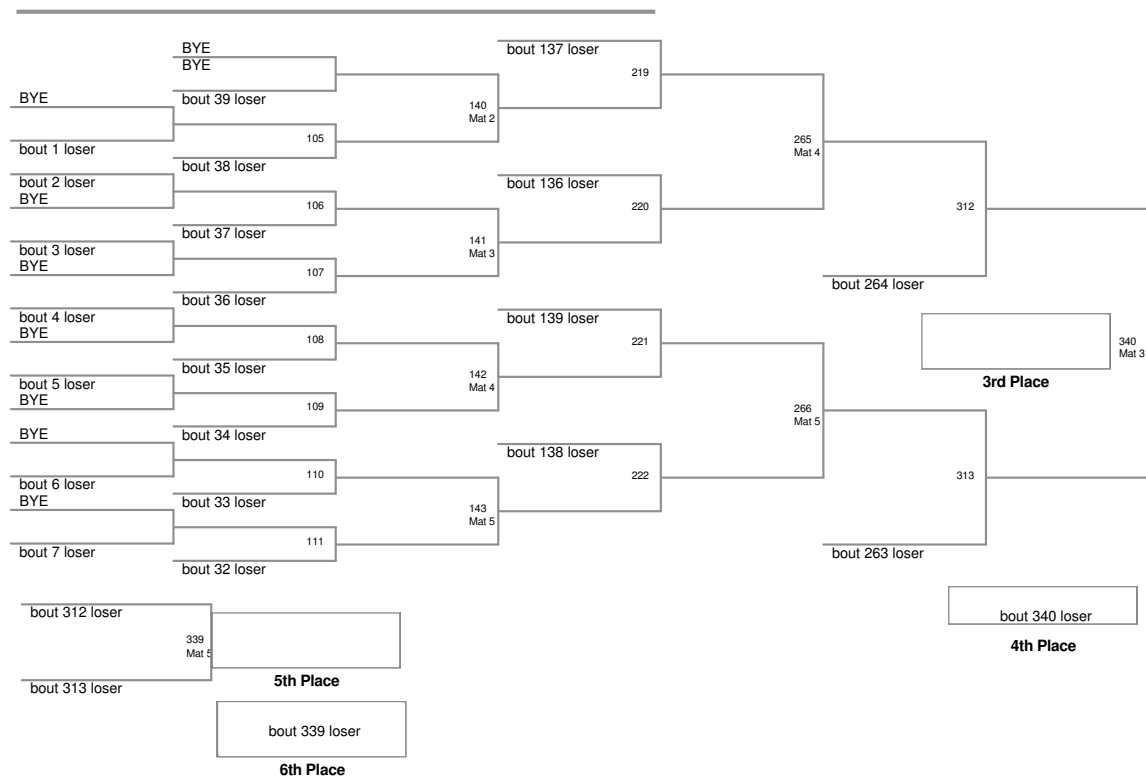 BYE
BYE
bout 39 loser
BYE
bout 1 loser
105
bout 38 loser
bout 2 loser
BYE
106
bout 37 loser
bout 3 loser
BYE
107
bout 36 loser
bout 4 loser
BYE
108
bout 35 loser
bout 5 loser
BYE
109
bout 34 loser
BYE
bout 6 loser
110
bout 33 loser
BYE
bout 7 loser
111
bout 32 loser
140
Mat 2
141
Mat 3
142
Mat 4
143
Mat 5
bout 137 loser
219
bout 136 loser
220
bout 139 loser
221
bout 138 loser
222
265
Mat 4
266
Mat 5
312
bout 264 loser
313
bout 263 loser
340
Mat 3
3rd Place
bout 340 loser
4th Place
bout 312 loser
339
Mat 5
bout 313 loser
5th Place
bout 339 loser
6th Place